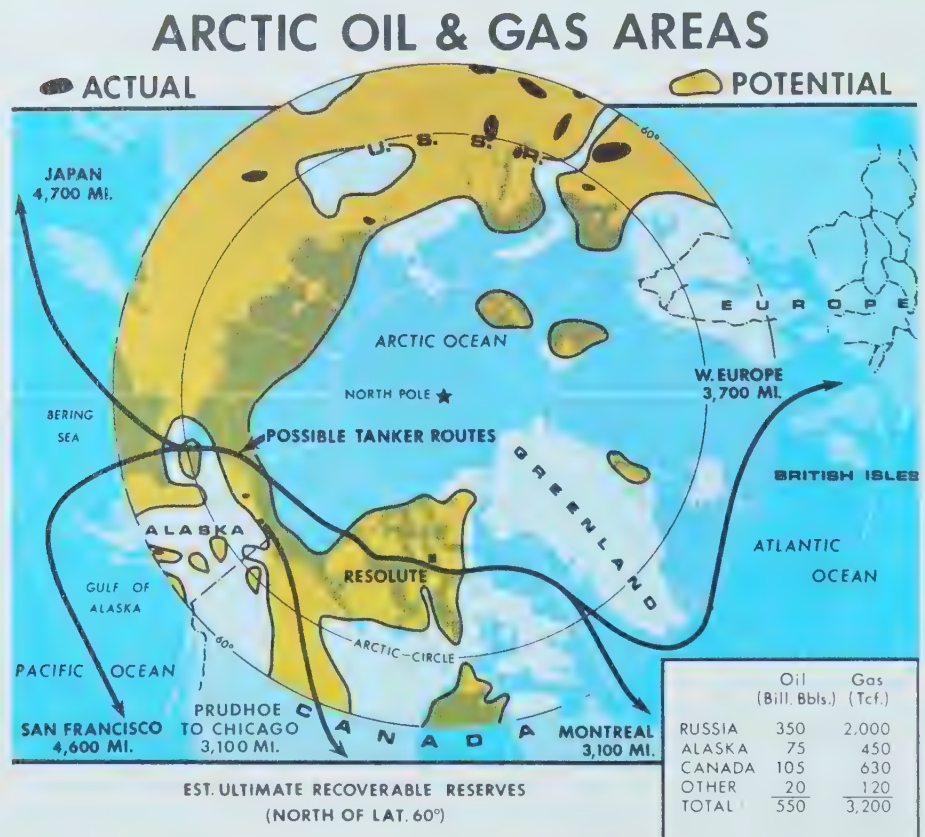 ARCTIC OIL & GAS AREAS
ACTUAL
POTENTIAL
60°
U. S. S. R.
JAPAN
4,700 MI.
EUROPE
ARCTIC OCEAN
W. EUROPE
3,700 MI.
NORTH POLE
BERING
SEA
POSSIBLE TANKER ROUTES
GREENLAND
BRITISH ISLES
ALASKA
ATLANTIC
OCEAN
RESOLUTE
GULF OF
ALASKA
ARCTIC-CIRCLE
60°
PACIFIC OCEAN
CANADA
SAN FRANCISCO
4,600 MI.
PRUDHOE
TO CHICAGO
3,100 MI.
MONTREAL
3,100 MI.
Oil Gas
(Bill. Bbls.) (Tcf.)
RUSSIA 350 2,000
ALASKA 75 450
CANADA 105 630
OTHER 20 120
TOTAL 550 3,200
EST. ULTIMATE RECOVERABLE RESERVES
(NORTH OF LAT. 60°)